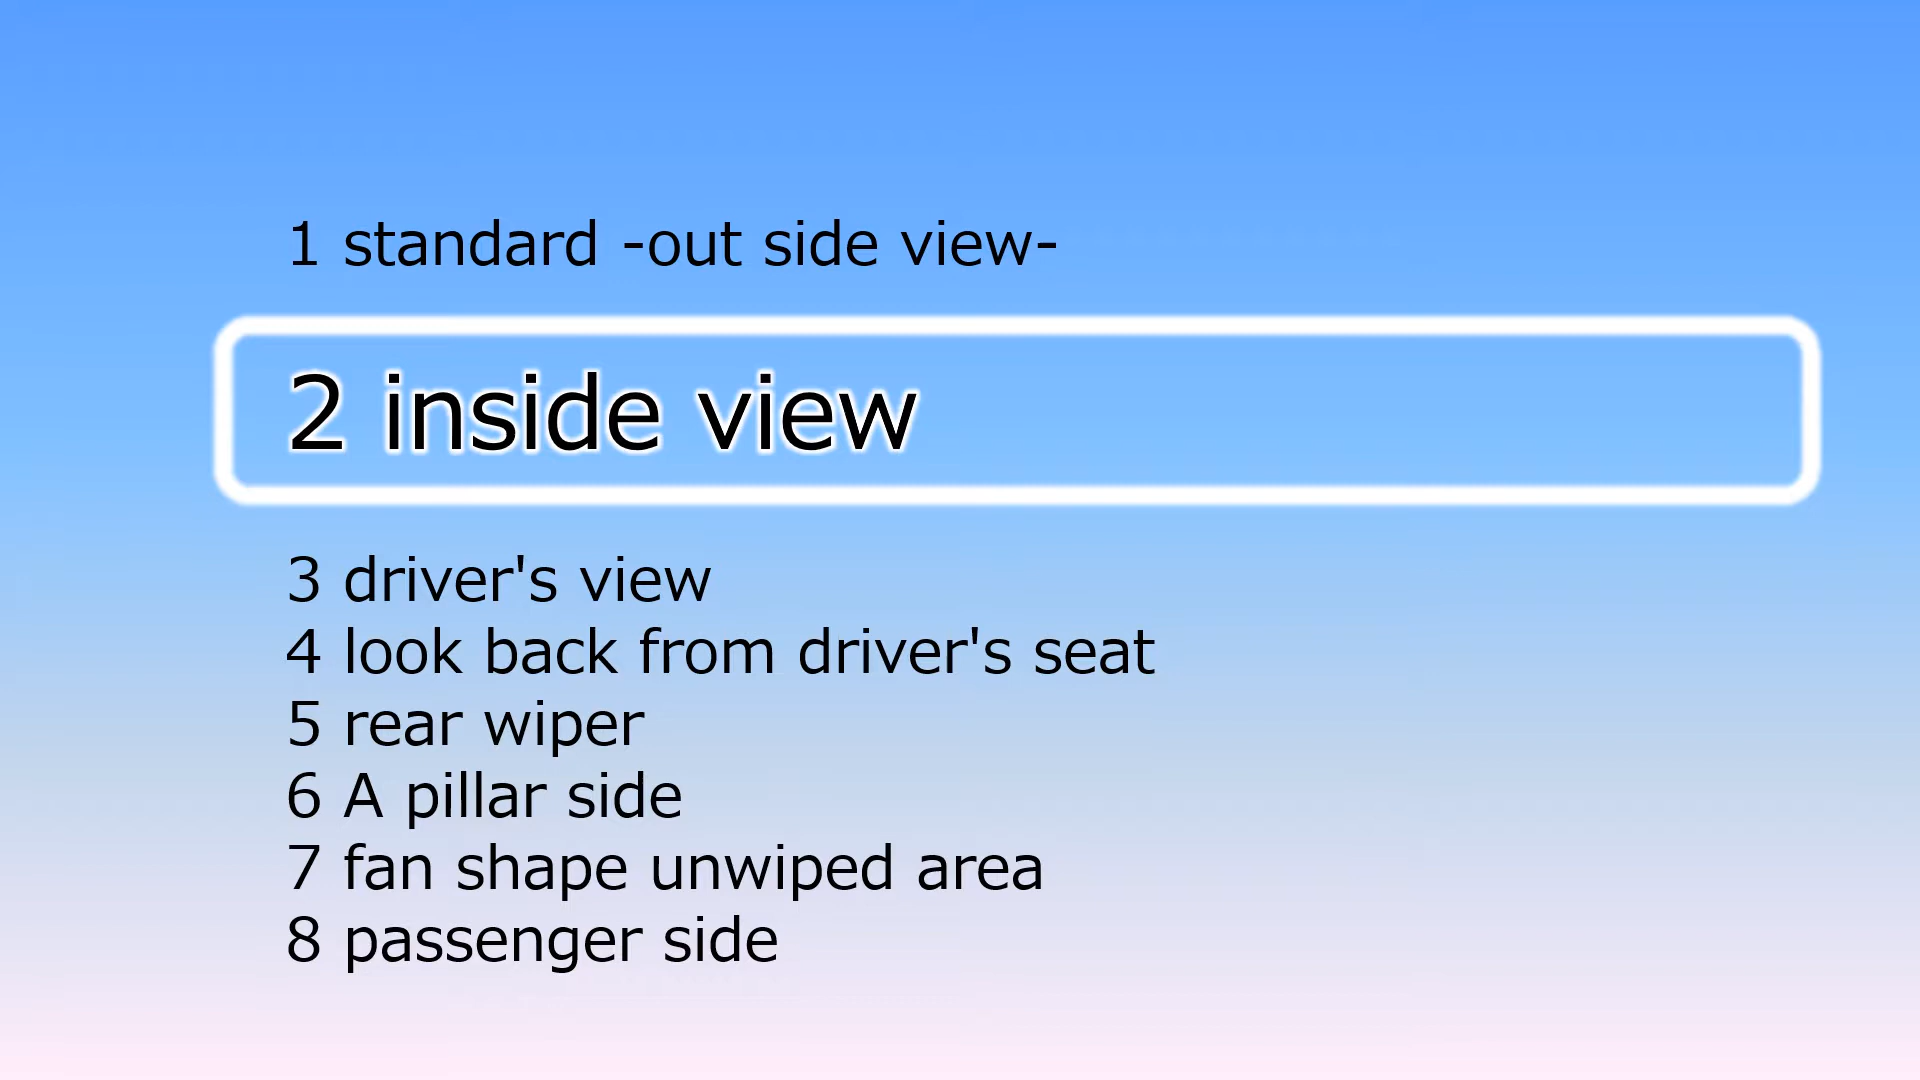 1 standard -out side view-
2 inside view
3 driver's view
4 look back from driver's seat
5 rear wiper
6 A pillar side
7 fan shape unwiped area
8 passenger side